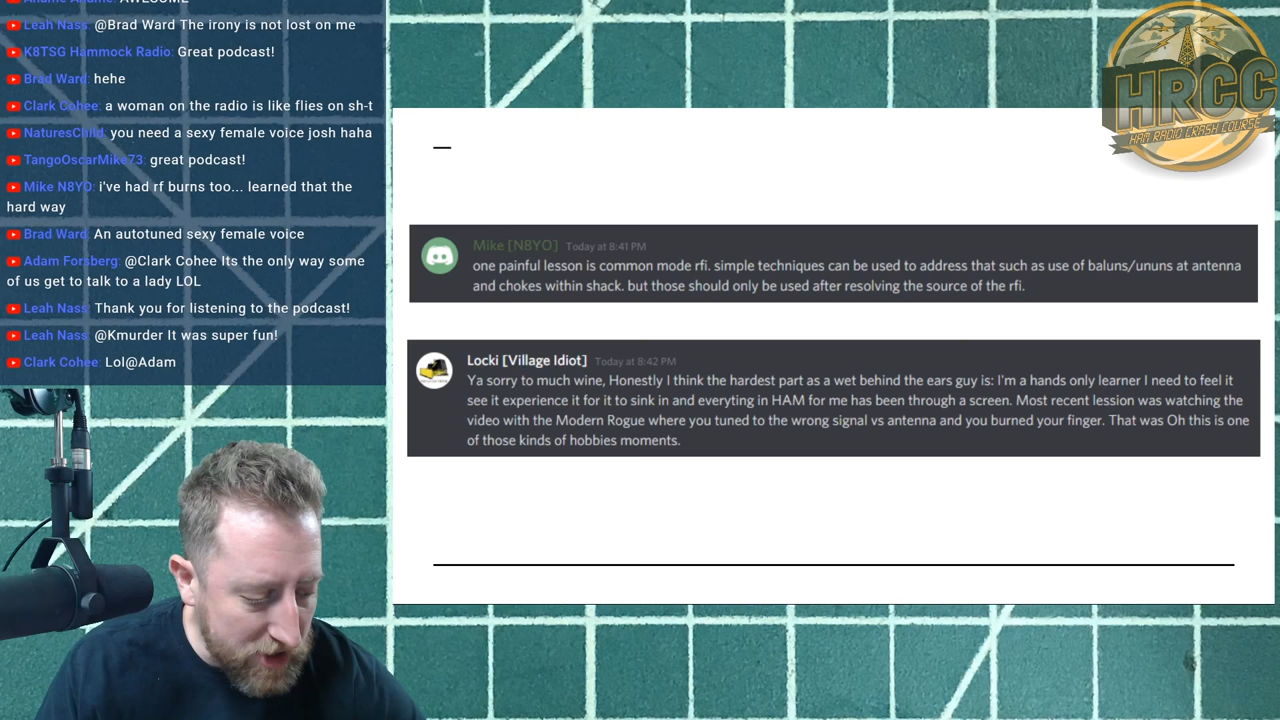 Aname Aname: AWESOME
Leah Nass: @Brad Ward The irony is not lost on me
K8TSG Hammock Radio: Great podcast!
Brad Ward: hehe
Clark Cohee: a woman on the radio is like flies on sh-t
NaturesChild: you need a sexy female voice josh haha
TangoOscarMike73: great podcast!
Mike N8YO: i've had rf burns too... learned that the
hard way
Brad Ward: An autotuned sexy female voice
Adam Forsberg: @Clark Cohee Its the only way some
of us get to talk to a lady LOL
Leah Nass: Thank you for listening to the podcast!
Leah Nass: @Kmurder It was super fun!
Clark Cohee: Lol@Adam
HRCC
HAM RADIO CRASH COURSE
Mike [N8YO] Today at 8:41 PM
one painful lesson is common mode rfi. simple techniques can be used to address that such as use of baluns/ununs at antenna
and chokes within shack. but those should only be used after resolving the source of the rfi.
Locki [Village Idiot] Today at 8:42 PM
Ya sorry to much wine, Honestly I think the hardest part as a wet behind the ears guy is: I'm a hands only learner I need to feel it
see it experience it for it to sink in and everyting in HAM for me has been through a screen. Most recent lession was watching the
video with the Modern Rogue where you tuned to the wrong signal vs antenna and you burned your finger. That was Oh this is one
of those kinds of hobbies moments.